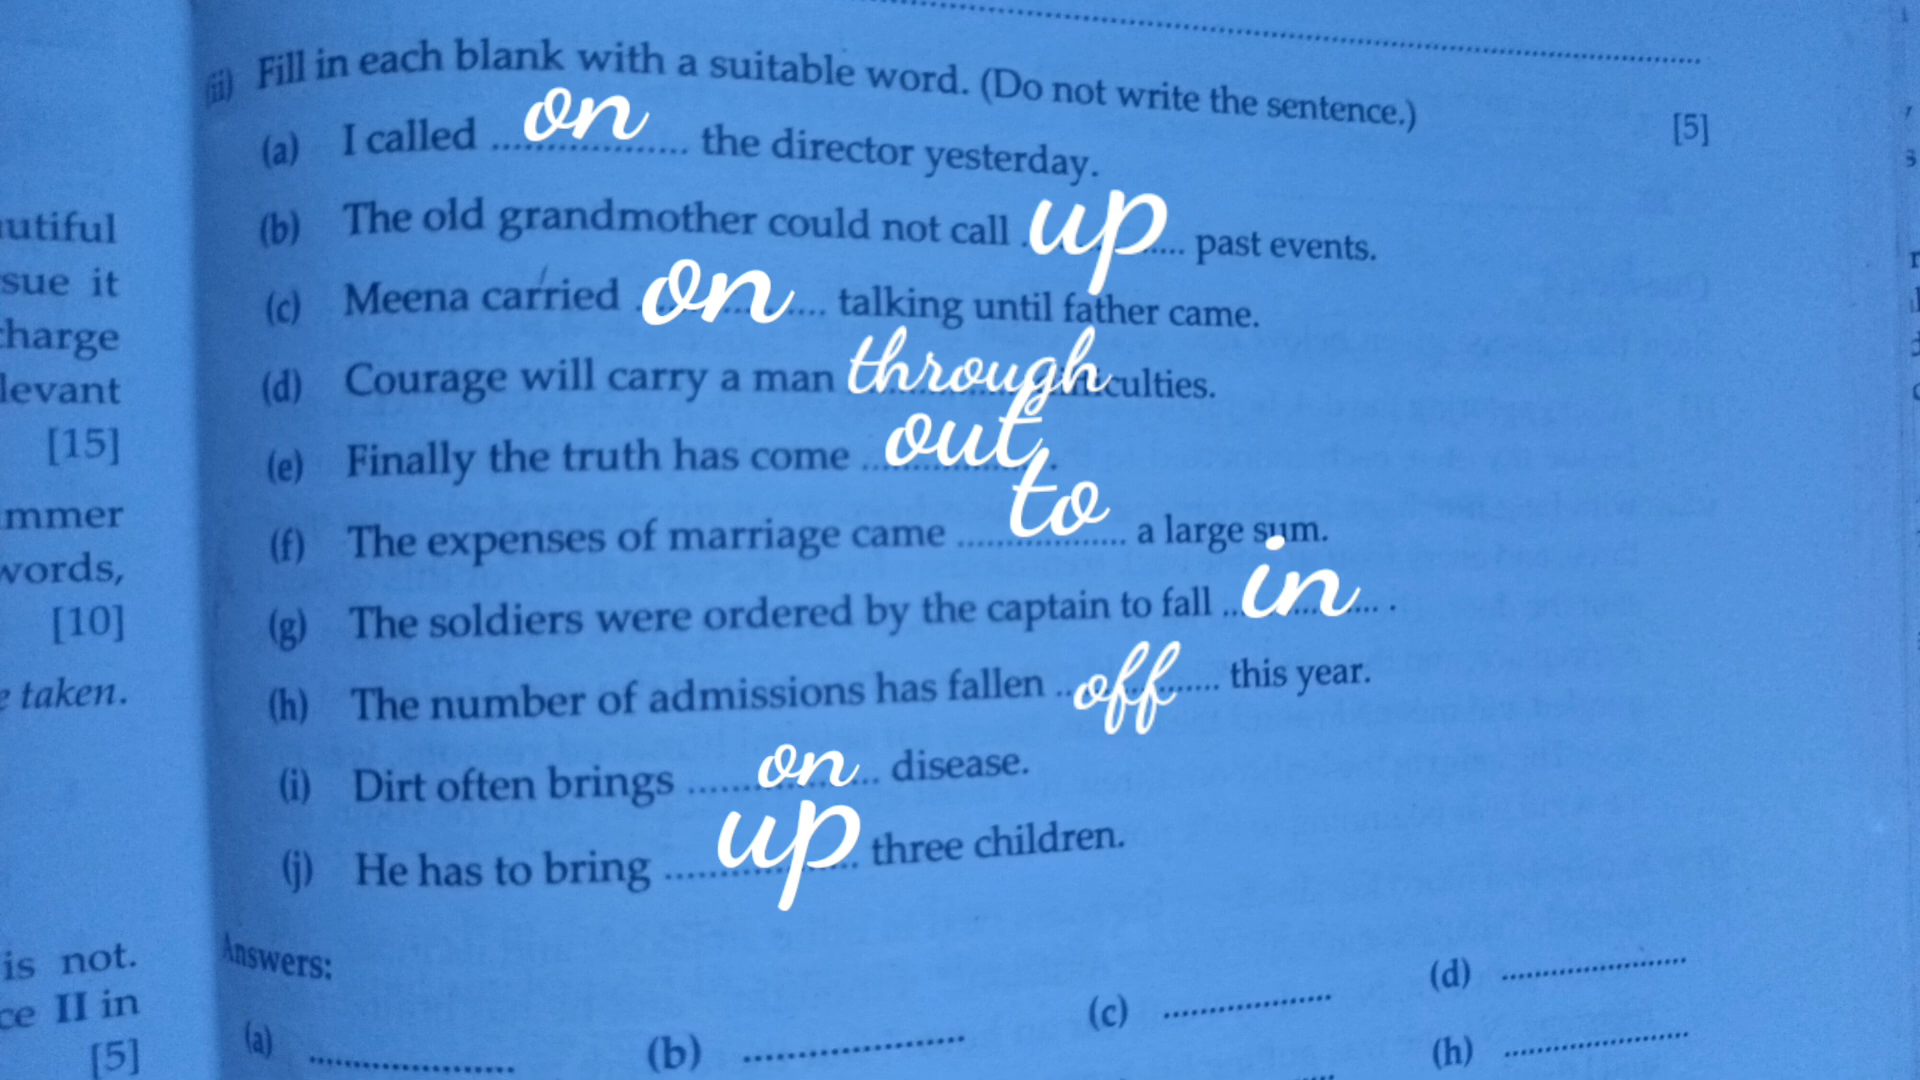 (ii) Fill in each blank with a suitable word. (Do not write the sentence.) [5]
(a) I called on the director yesterday.
(b) The old grandmother could not call up past events.
(c) Meena carried on talking until father came.
(d) Courage will carry a man through culties.
(e) Finally the truth has come out.
(f) The expenses of marriage came to a large sum.
(g) The soldiers were ordered by the captain to fall in.
(h) The number of admissions has fallen off this year.
(i) Dirt often brings on disease.
(j) He has to bring up three children.
Answers:
(a) (b) (c) (d)
(h)
utiful
sue it
charge
levant
[15]
mmer
words,
[10]
e taken.
is not.
ce II in
[5]